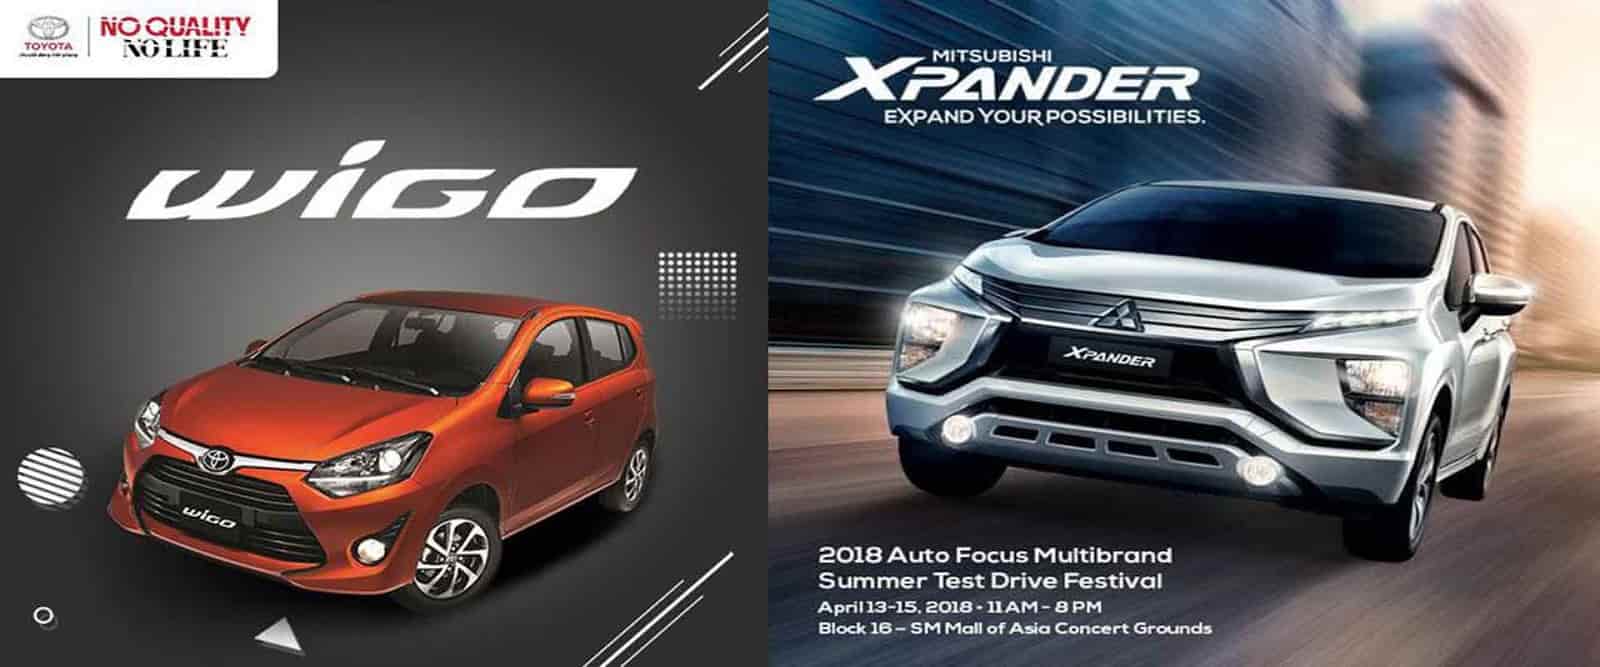 TOYOTA
NO QUALITY
NO LIFE
WiGO
WiGO
MITSUBISHI
XPANDER
EXPAND YOUR POSSIBILITIES.
XPANDER
2018 Auto Focus Multibrand
Summer Test Drive Festival
April 13-15, 2018 • 11 AM – 8 PM
Block 16 – SM Mall of Asia Concert Grounds